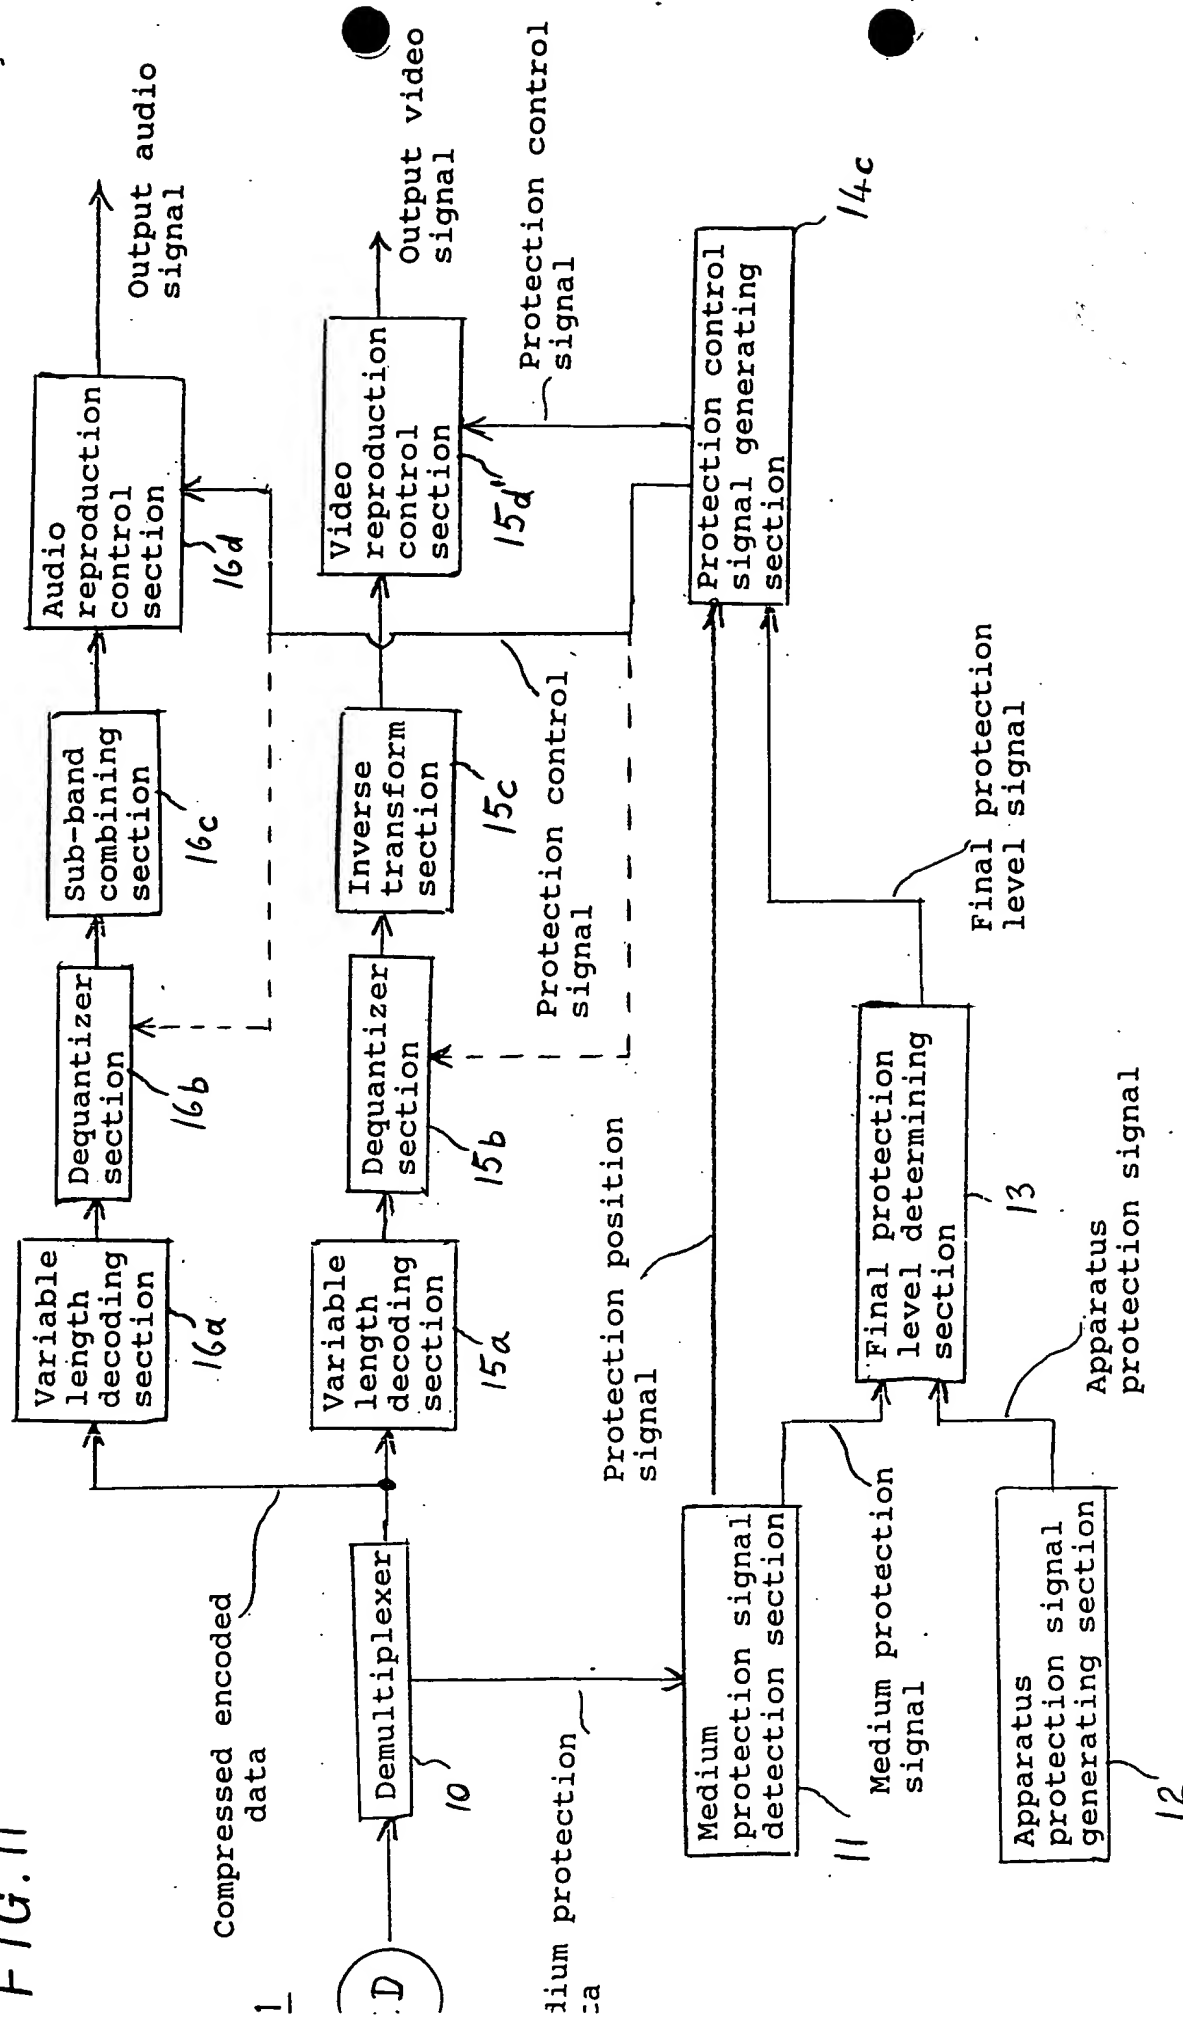 FIG. 11
1
D
Compressed encoded
data
Demultiplexer
10
protection
Variable
length
decoding
section
16a
Dequantizer
section
16b
Sub-band
combining
section
16c
Audio
reproduction
control
section
16d
Output audio
signal
Variable
length
decoding
section
15a
Dequantizer
section
15b
Inverse
transform
section
15c
Video
reproduction
control
section
15d"
Output video
signal
Protection control
signal
Protection control
signal
Protection position
signal
Medium
protection signal
detection section
11
Medium protection
signal
Apparatus
protection signal
generating section
12
Apparatus
protection signal
Final protection
level determining
section
13
Final protection
level signal
Protection control
signal generating
section
14c